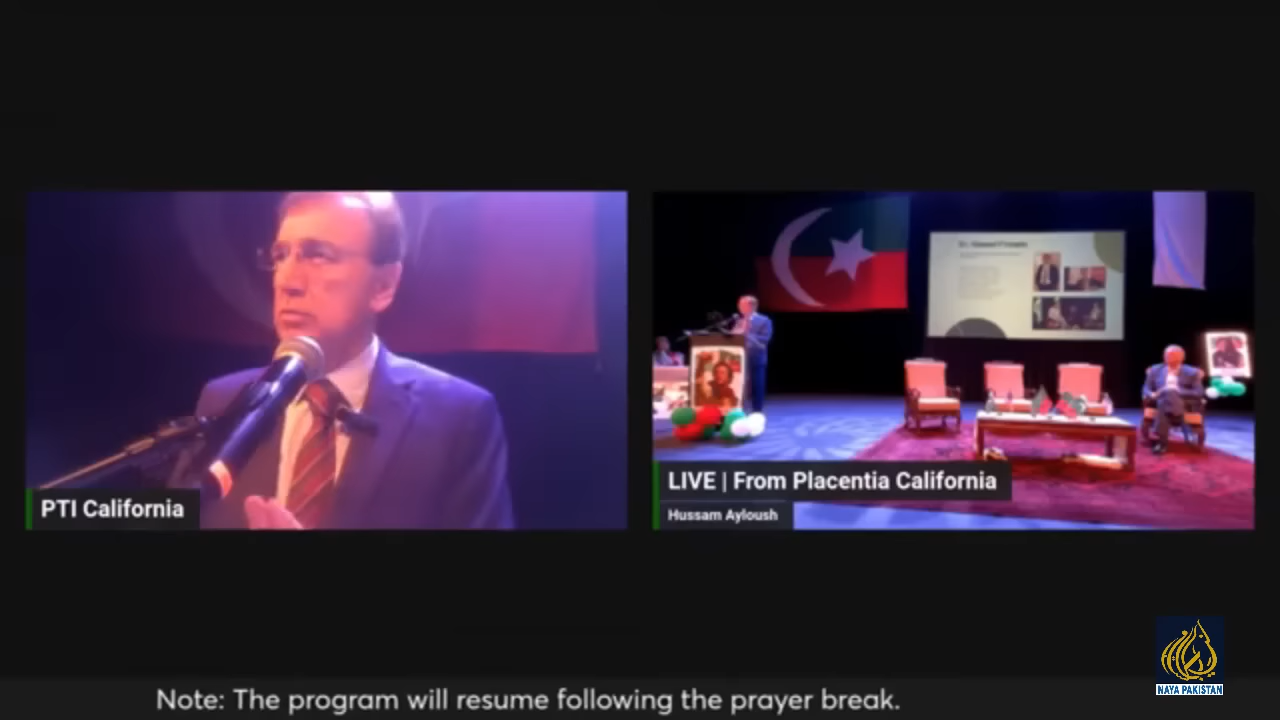 PTI California
LIVE | From Placentia California
Hussam Ayloush
NAYA PAKISTAN
Note: The program will resume following the prayer break.